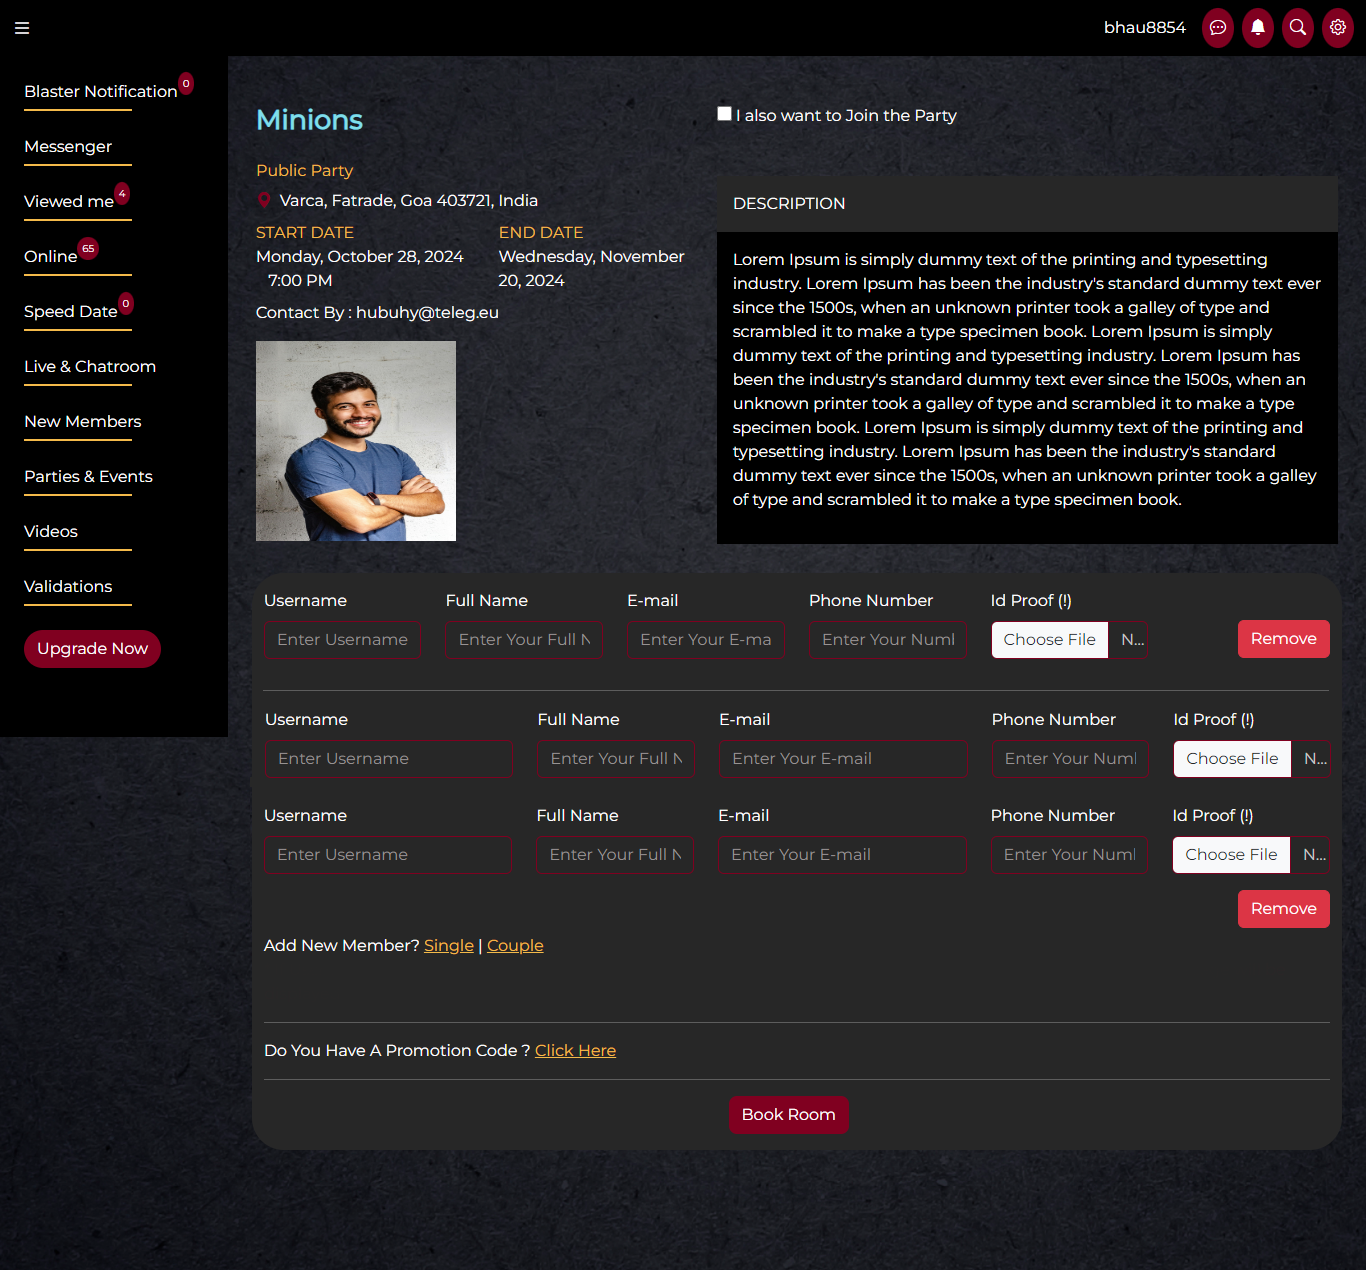 bhau8854
Blaster Notification 0
Messenger
Viewed me 4
Online 65
Speed Date 0
Live & Chatroom
New Members
Parties & Events
Videos
Validations
Upgrade Now
Minions
Public Party
Varca, Fatrade, Goa 403721, India
START DATE
Monday, October 28, 2024
7:00 PM
END DATE
Wednesday, November
20, 2024
Contact By : hubuhy@teleg.eu
I also want to Join the Party
DESCRIPTION
Lorem Ipsum is simply dummy text of the printing and typesetting
industry. Lorem Ipsum has been the industry's standard dummy text ever
since the 1500s, when an unknown printer took a galley of type and
scrambled it to make a type specimen book. Lorem Ipsum is simply
dummy text of the printing and typesetting industry. Lorem Ipsum has
been the industry's standard dummy text ever since the 1500s, when an
unknown printer took a galley of type and scrambled it to make a type
specimen book. Lorem Ipsum is simply dummy text of the printing and
typesetting industry. Lorem Ipsum has been the industry's standard
dummy text ever since the 1500s, when an unknown printer took a galley
of type and scrambled it to make a type specimen book.
Username Full Name E-mail Phone Number Id Proof (!)
Enter Username Enter Your Full N Enter Your E-ma Enter Your Numl Choose File N... Remove
Username Full Name E-mail Phone Number Id Proof (!)
Enter Username Enter Your Full N Enter Your E-mail Enter Your Numl Choose File N...
Username Full Name E-mail Phone Number Id Proof (!)
Enter Username Enter Your Full N Enter Your E-mail Enter Your Numl Choose File N...
Remove
Add New Member? Single | Couple
Do You Have A Promotion Code ? Click Here
Book Room